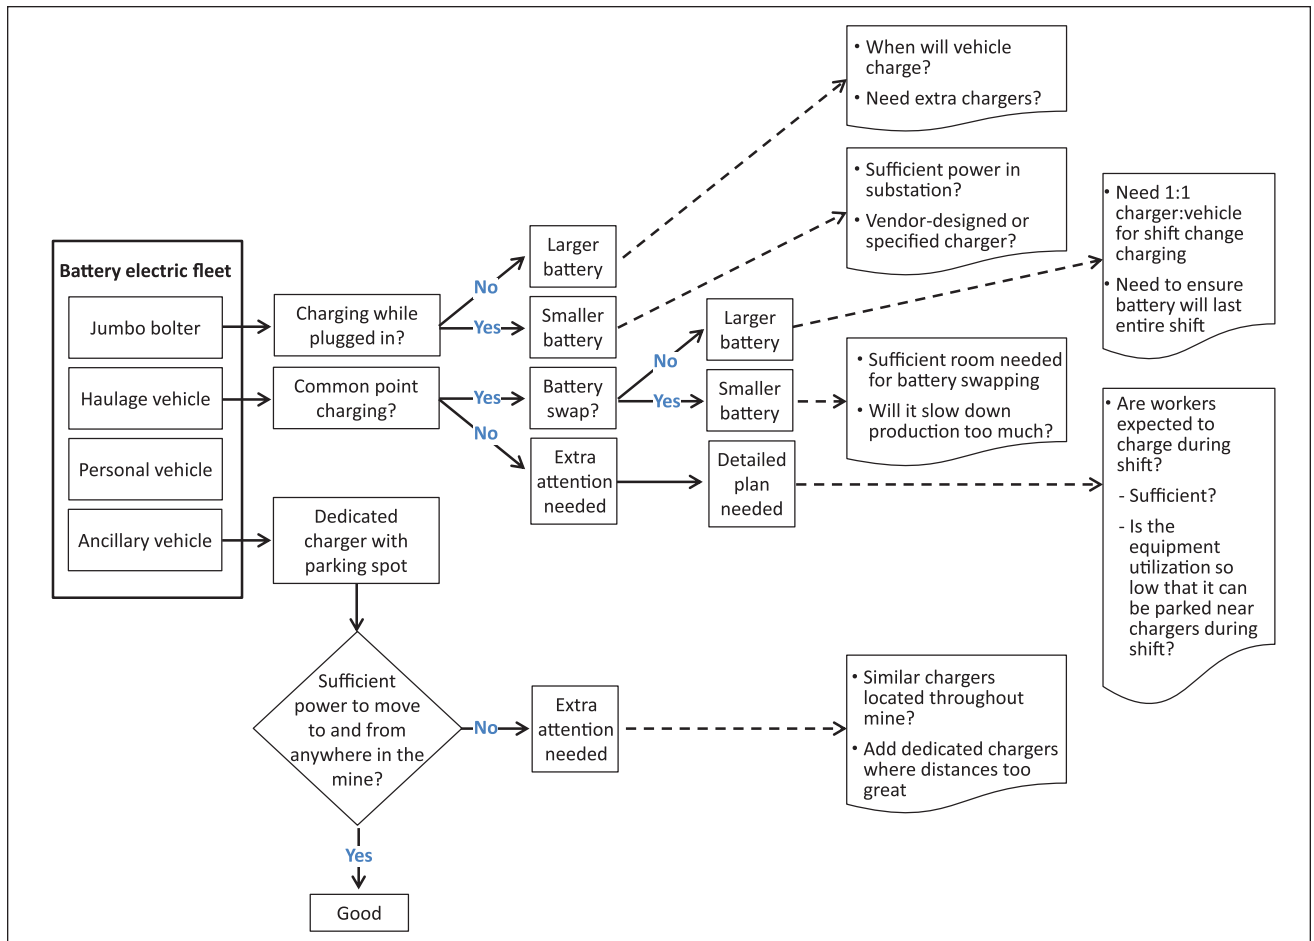 Battery electric fleet
Jumbo bolter
Haulage vehicle
Personal vehicle
Ancillary vehicle
Charging while
plugged in?
No
Yes
Larger
battery
Smaller
battery
• When will vehicle
charge?
• Need extra chargers?
• Sufficient power in
substation?
• Vendor-designed or
specified charger?
Common point
charging?
Yes
No
Battery
swap?
No
Yes
Larger
battery
Smaller
battery
• Need 1:1
charger:vehicle
for shift change
charging
• Need to ensure
battery will last
entire shift
• Sufficient room needed
for battery swapping
• Will it slow down
production too much?
Extra
attention
needed
Detailed
plan
needed
• Are workers
expected to
charge during
shift?
- Sufficient?
- Is the
equipment
utilization so
low that it can
be parked near
chargers during
shift?
Dedicated
charger with
parking spot
Sufficient
power to move
to and from
anywhere in the
mine?
No
Extra
attention
needed
• Similar chargers
located throughout
mine?
• Add dedicated chargers
where distances too
great
Yes
Good